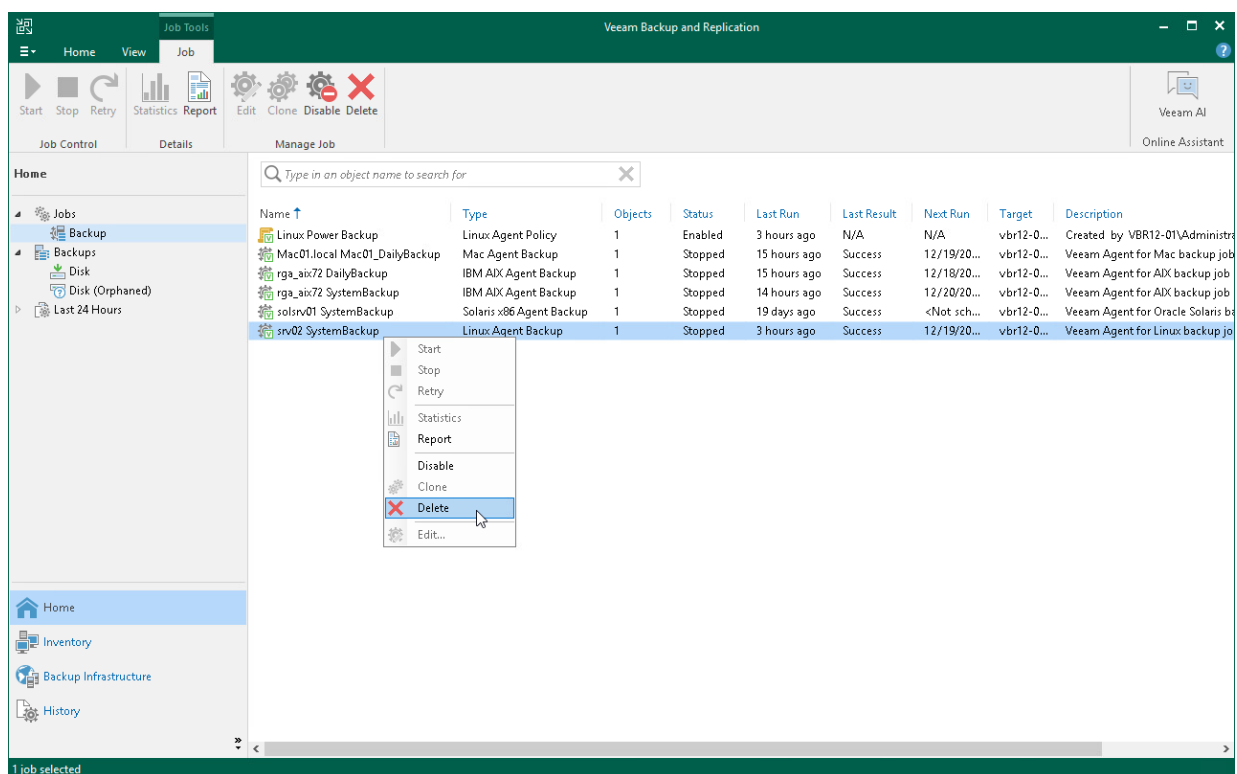 Job Tools Veeam Backup and Replication
Home View Job
Start Stop Retry Statistics Report Edit Clone Disable Delete Veeam AI
Job Control Details Manage Job Online Assistant
Home
Type in an object name to search for
Jobs
Backup
Backups
Disk
Disk (Orphaned)
Last 24 Hours
Name Type Objects Status Last Run Last Result Next Run Target Description
Linux Power Backup Linux Agent Policy 1 Enabled 3 hours ago N/A N/A vbr12-0... Created by VBR12-01\Administra
Mac01.local Mac01_DailyBackup Mac Agent Backup 1 Stopped 15 hours ago Success 12/19/20... vbr12-0... Veeam Agent for Mac backup job
rga_aix72 DailyBackup IBM AIX Agent Backup 1 Stopped 15 hours ago Success 12/18/20... vbr12-0... Veeam Agent for AIX backup job
rga_aix72 SystemBackup IBM AIX Agent Backup 1 Stopped 14 hours ago Success 12/20/20... vbr12-0... Veeam Agent for AIX backup job
solsrv01 SystemBackup Solaris x86 Agent Backup 1 Stopped 19 days ago Success <Not sch... vbr12-0... Veeam Agent for Oracle Solaris ba
srv02 SystemBackup Linux Agent Backup 1 Stopped 3 hours ago Success 12/19/20... vbr12-0... Veeam Agent for Linux backup jo
Start
Stop
Retry
Statistics
Report
Disable
Clone
Delete
Edit...
Home
Inventory
Backup Infrastructure
History
1 job selected